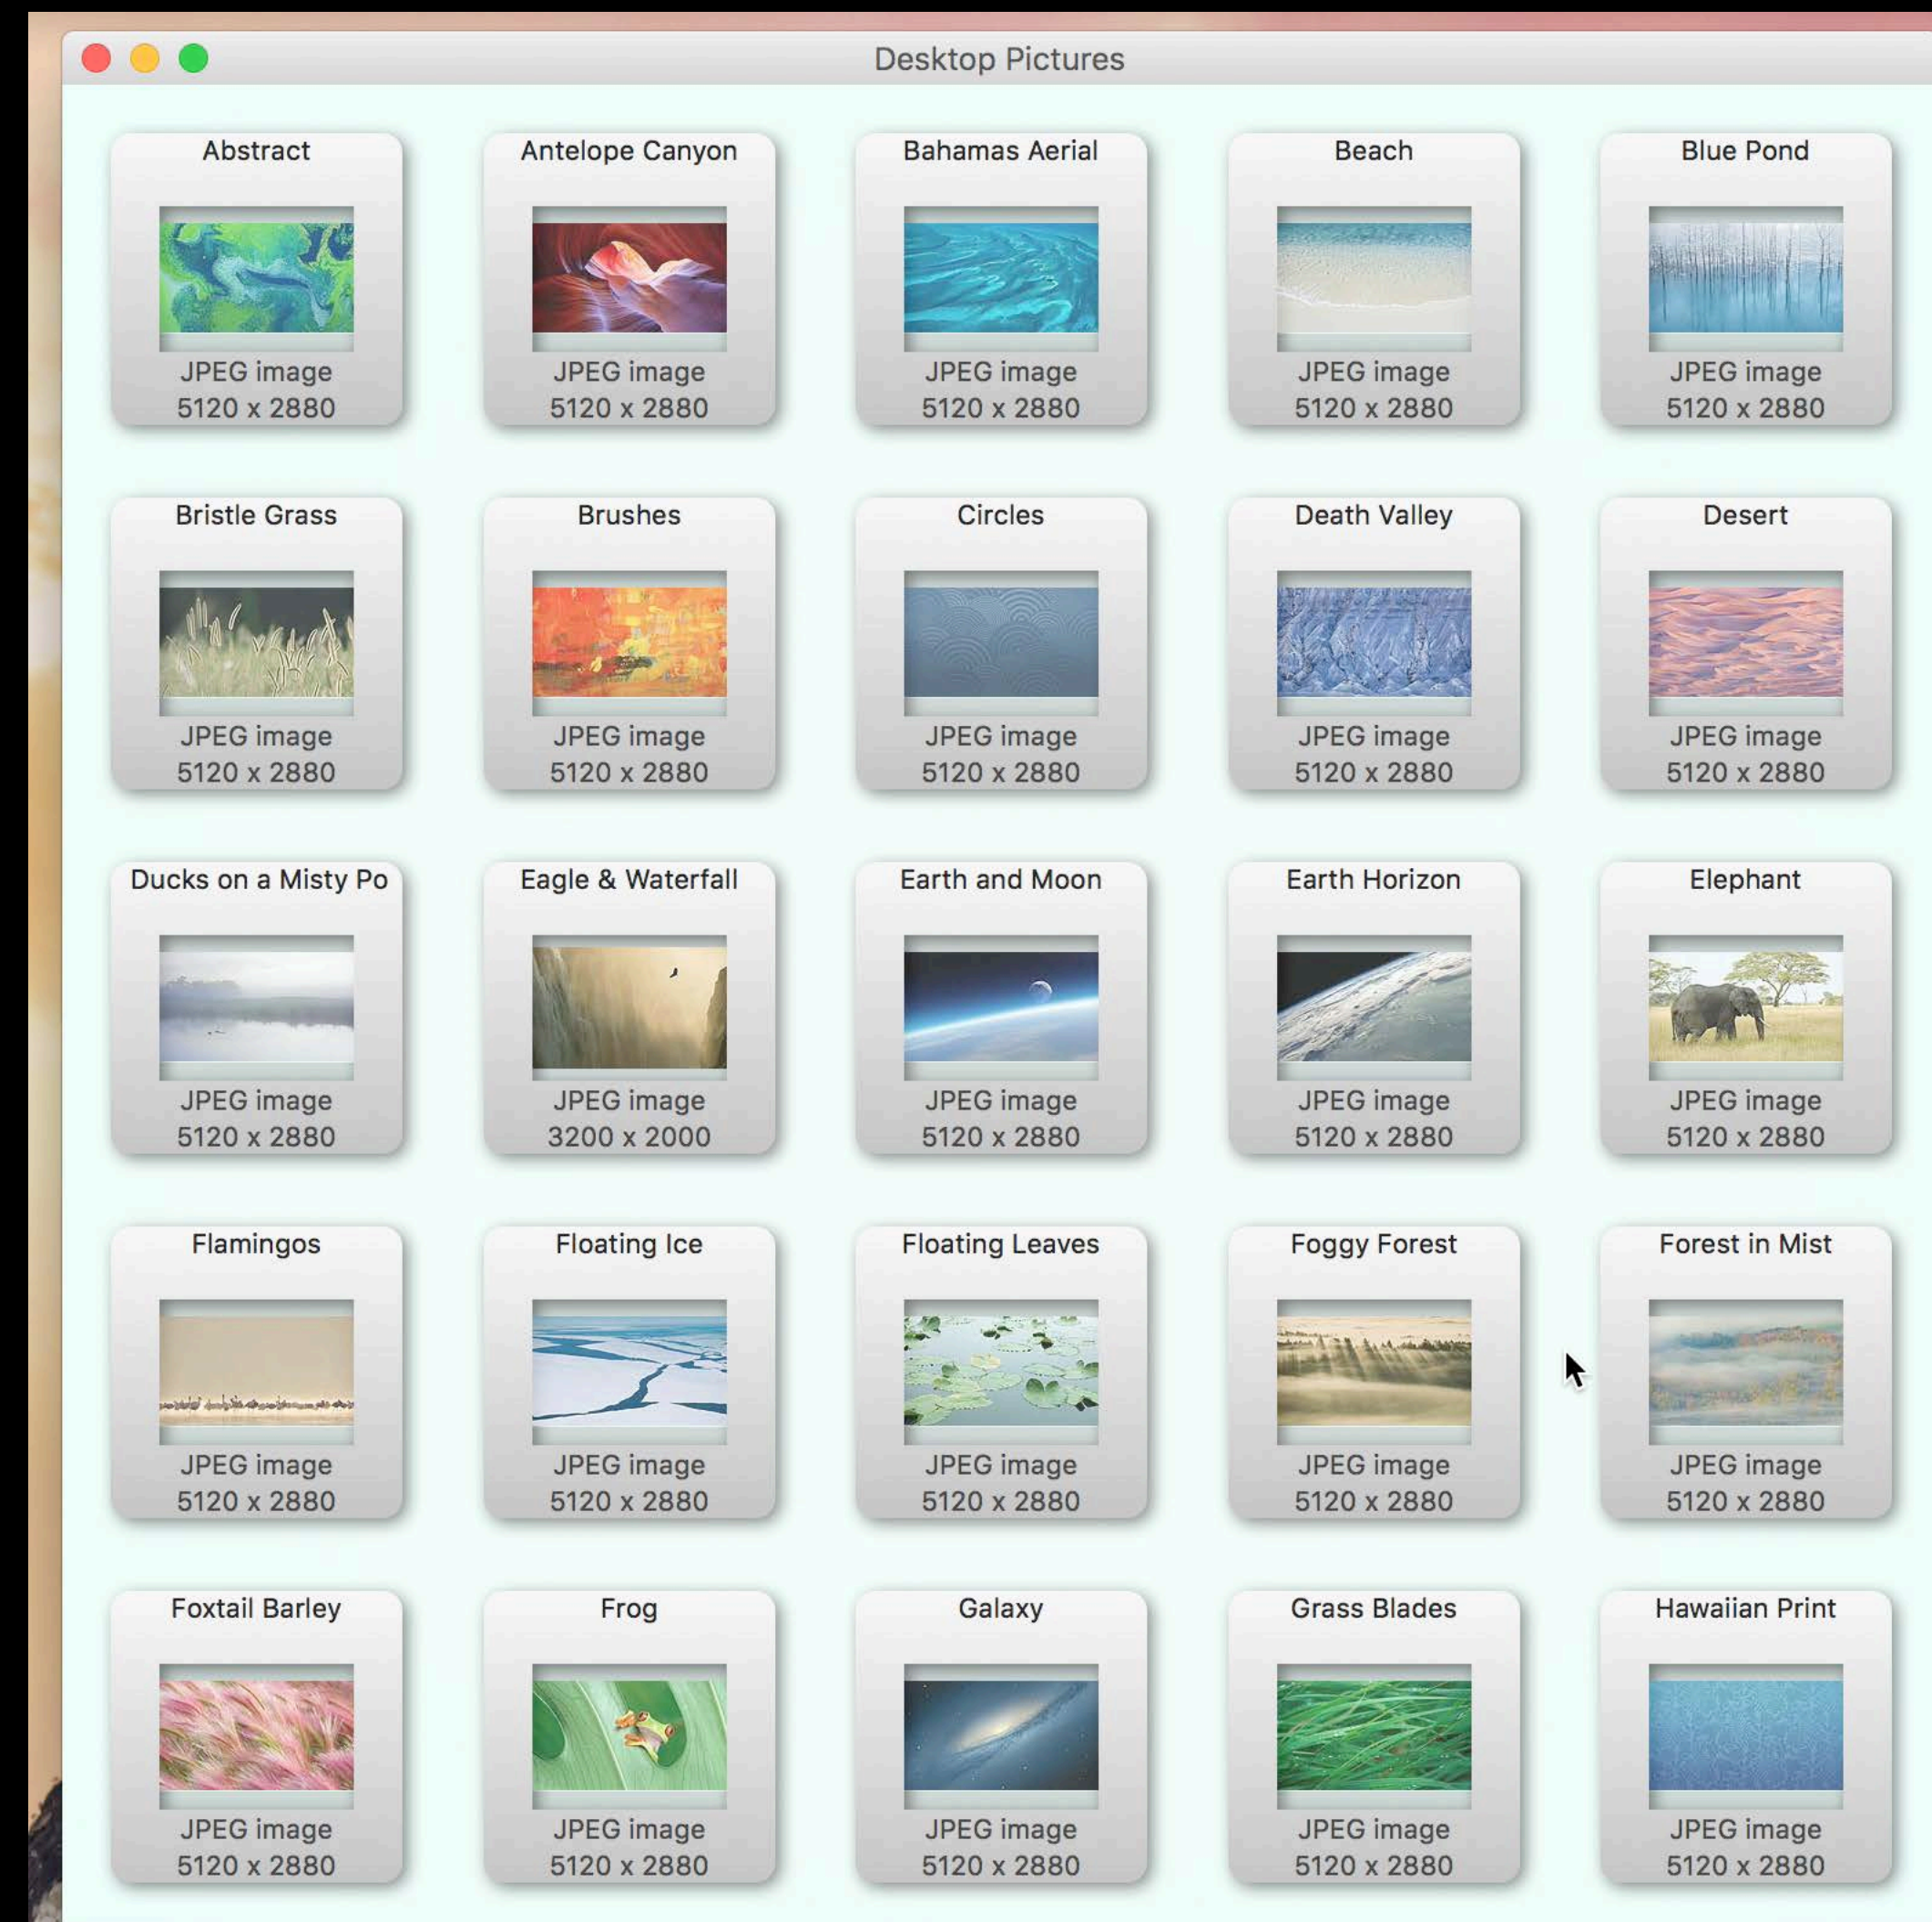 Desktop Pictures
Abstract
JPEG image
5120 x 2880
Antelope Canyon
JPEG image
5120 x 2880
Bahamas Aerial
JPEG image
5120 x 2880
Beach
JPEG image
5120 x 2880
Blue Pond
JPEG image
5120 x 2880
Bristle Grass
JPEG image
5120 x 2880
Brushes
JPEG image
5120 x 2880
Circles
JPEG image
5120 x 2880
Death Valley
JPEG image
5120 x 2880
Desert
JPEG image
5120 x 2880
Ducks on a Misty Po
JPEG image
5120 x 2880
Eagle & Waterfall
JPEG image
3200 x 2000
Earth and Moon
JPEG image
5120 x 2880
Earth Horizon
JPEG image
5120 x 2880
Elephant
JPEG image
5120 x 2880
Flamingos
JPEG image
5120 x 2880
Floating Ice
JPEG image
5120 x 2880
Floating Leaves
JPEG image
5120 x 2880
Foggy Forest
JPEG image
5120 x 2880
Forest in Mist
JPEG image
5120 x 2880
Foxtail Barley
JPEG image
5120 x 2880
Frog
JPEG image
5120 x 2880
Galaxy
JPEG image
5120 x 2880
Grass Blades
JPEG image
5120 x 2880
Hawaiian Print
JPEG image
5120 x 2880